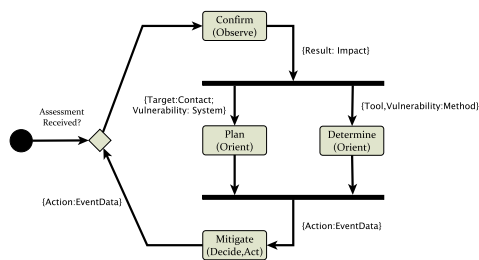 Confirm
(Observe)
{Result: Impact}
Assessment
Received?
{Target:Contact;
Vulnerability: System}
{Tool,Vulnerability:Method}
Plan
(Orient)
Determine
(Orient)
{Action:EventData}
{Action:EventData}
Mitigate
(Decide,Act)